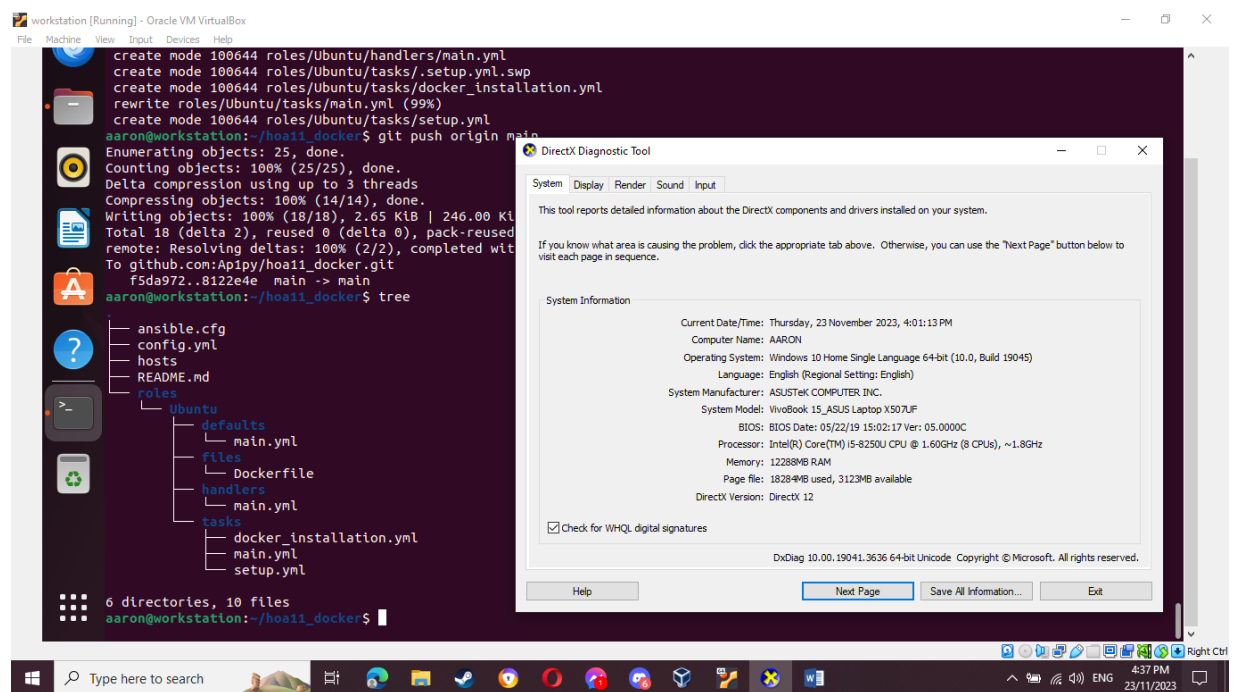 workstation [Running] - Oracle VM VirtualBox
File Machine View Input Devices Help
create mode 100644 roles/Ubuntu/handlers/main.yml
create mode 100644 roles/Ubuntu/tasks/.setup.yml.swp
create mode 100644 roles/Ubuntu/tasks/docker_installation.yml
rewrite roles/Ubuntu/tasks/main.yml (99%)
create mode 100644 roles/Ubuntu/tasks/setup.yml
aaron@workstation:~/hoa11_docker$ git push origin main
Enumerating objects: 25, done.
Counting objects: 100% (25/25), done.
Delta compression using up to 3 threads
Compressing objects: 100% (14/14), done.
Writing objects: 100% (18/18), 2.65 KiB | 246.00 Ki
Total 18 (delta 2), reused 0 (delta 0), pack-reused
remote: Resolving deltas: 100% (2/2), completed wit
To github.com:Ap1py/hoa11_docker.git
f5da972..8122e4e main -> main
aaron@workstation:~/hoa11_docker$ tree
.
├── ansible.cfg
├── config.yml
├── hosts
├── README.md
└── roles
└── Ubuntu
├── defaults
└── main.yml
├── files
└── Dockerfile
├── handlers
└── main.yml
└── tasks
├── docker_installation.yml
├── main.yml
└── setup.yml
6 directories, 10 files
aaron@workstation:~/hoa11_docker$
DirectX Diagnostic Tool
System Display Render Sound Input
This tool reports detailed information about the DirectX components and drivers installed on your system.
If you know what area is causing the problem, click the appropriate tab above. Otherwise, you can use the "Next Page" button below to
visit each page in sequence.
System Information
Current Date/Time: Thursday, 23 November 2023, 4:01:13 PM
Computer Name: AARON
Operating System: Windows 10 Home Single Language 64-bit (10.0, Build 19045)
Language: English (Regional Setting: English)
System Manufacturer: ASUSTeK COMPUTER INC.
System Model: VivoBook 15_ASUS Laptop X507UF
BIOS: BIOS Date: 05/22/19 15:02:17 Ver: 05.0000C
Processor: Intel(R) Core(TM) i5-8250U CPU @ 1.60GHz (8 CPUs), ~1.8GHz
Memory: 12288MB RAM
Page file: 18284MB used, 3123MB available
DirectX Version: DirectX 12
Check for WHQL digital signatures
DxDiag 10.00.19041.3636 64-bit Unicode Copyright © Microsoft. All rights reserved.
Help Next Page Save All Information... Exit
Right Ctrl
Type here to search
ENG
4:37 PM
23/11/2023